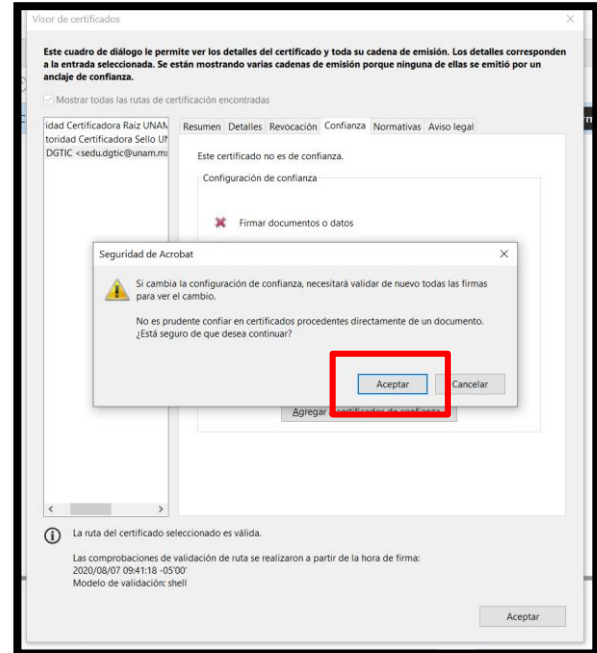 Visor de certificados
Este cuadro de diálogo le permite ver los detalles del certificado y toda su cadena de emisión. Los detalles corresponden
a la entrada seleccionada. Se están mostrando varias cadenas de emisión porque ninguna de ellas se emitió por un
anclaje de confianza.
Mostrar todas las rutas de certificación encontradas
idad Certificadora Raiz UNAM
toridad Certificadora Sello UN
DGTIC <sedu.dgtic@unam.mx
Resumen Detalles Revocación Confianza Normativas Aviso legal
Este certificado no es de confianza.
Configuración de confianza
Firmar documentos o datos
Seguridad de Acrobat
Si cambia la configuración de confianza, necesitará validar de nuevo todas las firmas
para ver el cambio.
No es prudente confiar en certificados procedentes directamente de un documento.
¿Está seguro de que desea continuar?
Aceptar Cancelar
Agregar a certificados de confianza
La ruta del certificado seleccionado es válida.
Las comprobaciones de validación de ruta se realizaron a partir de la hora de firma:
2020/08/07 09:41:18 -05'00'
Modelo de validación: shell
Aceptar